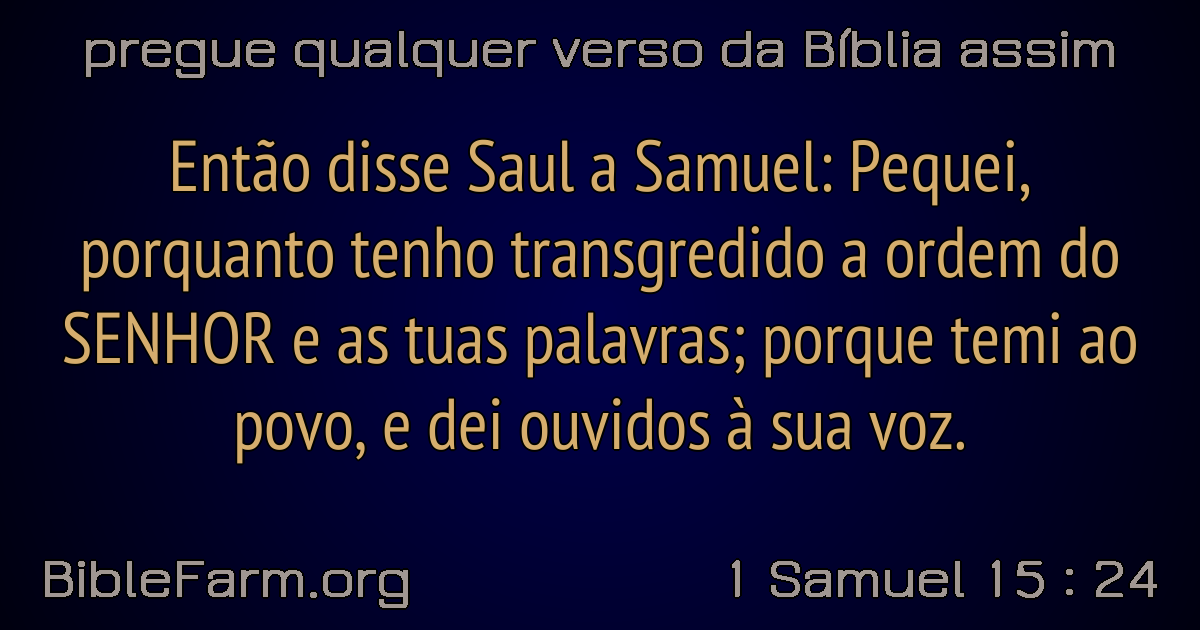 pregue qualquer verso da Bíblia assim
Então disse Saul a Samuel: Pequei,
porquanto tenho transgredido a ordem do
SENHOR e as tuas palavras; porque temi ao
povo, e dei ouvidos à sua voz.
BibleFarm.org
1 Samuel 15 : 24